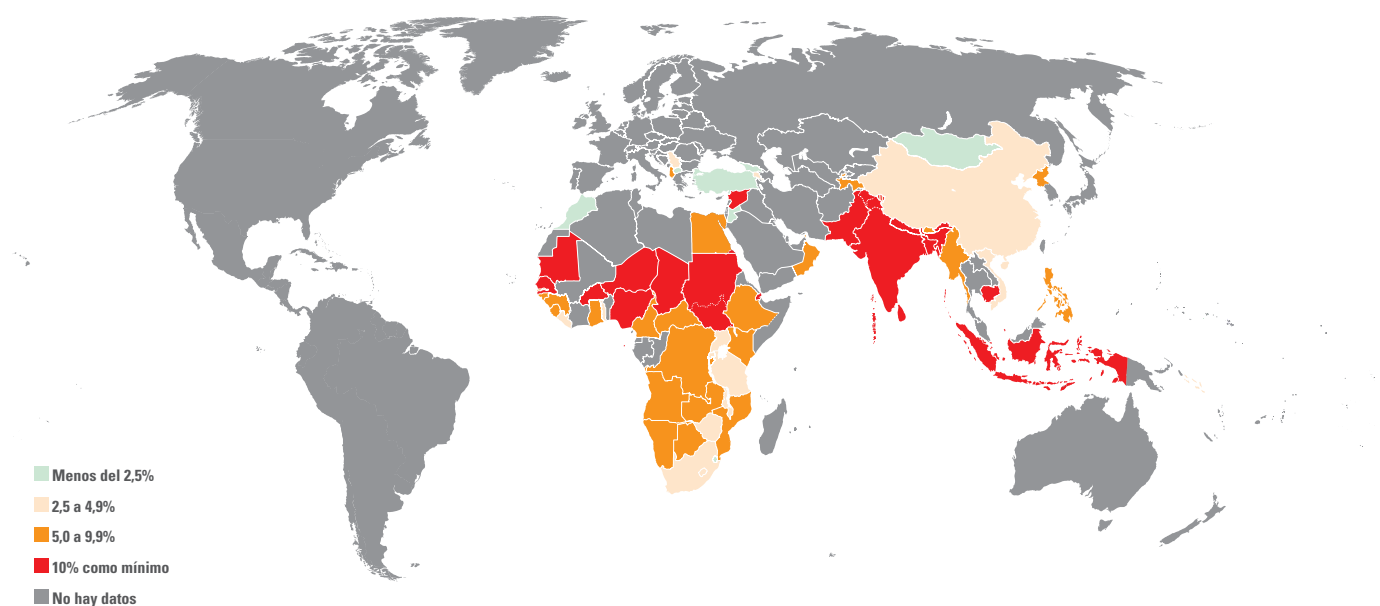 Menos del 2,5%
2,5 a 4,9%
5,0 a 9,9%
10% como mínimo
No hay datos